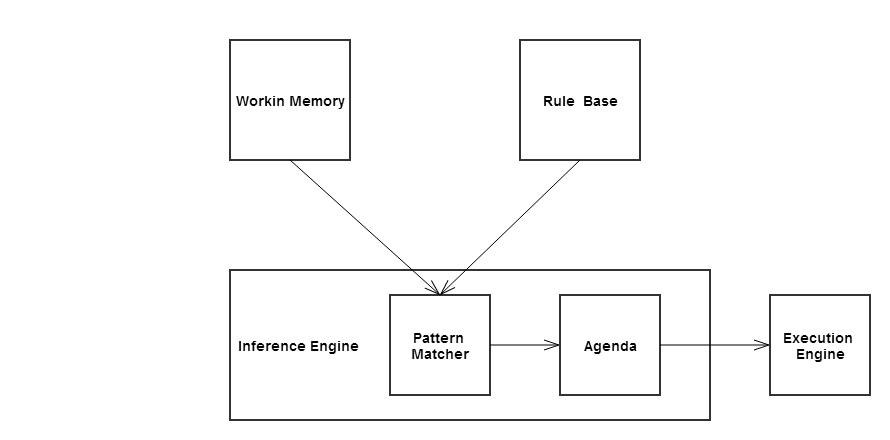 Workin Memory
Rule  Base
Inference Engine
Pattern
Matcher
Agenda
Execution
Engine